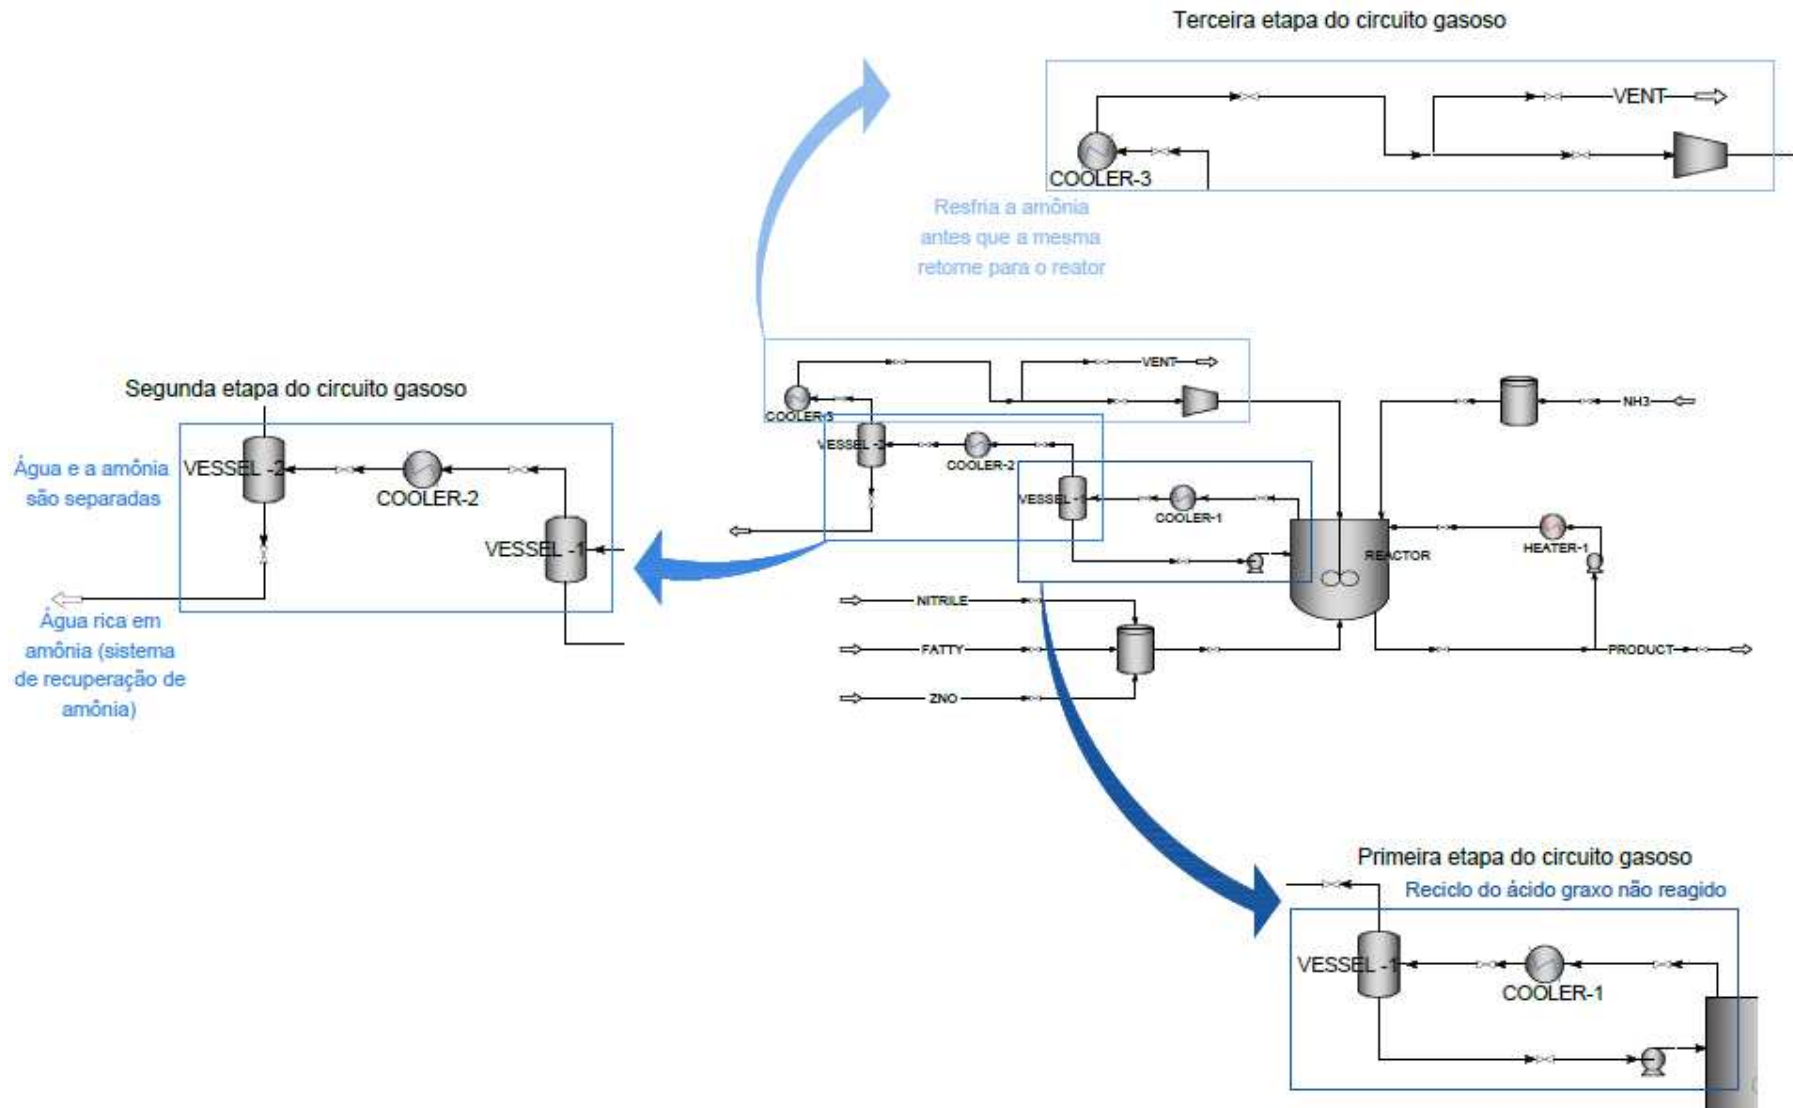 Terceira etapa do circuito gasoso
VENT
COOLER-3
Resfria a amônia
antes que a mesma
retorne para o reator
VENT
COOLER-3
NH3
Segunda etapa do circuito gasoso
VESSEL -2
COOLER-2
VESSEL -1
COOLER-1
REACTOR
HEATER-1
Água e a amônia
são separadas
VESSEL -2
COOLER-2
VESSEL -1
Água rica em
amônia (sistema
de recuperação de
amônia)
NITRILE
FATTY
PRODUCT
ZNO
Primeira etapa do circuito gasoso
Reciclo do ácido graxo não reagido
VESSEL -1
COOLER-1